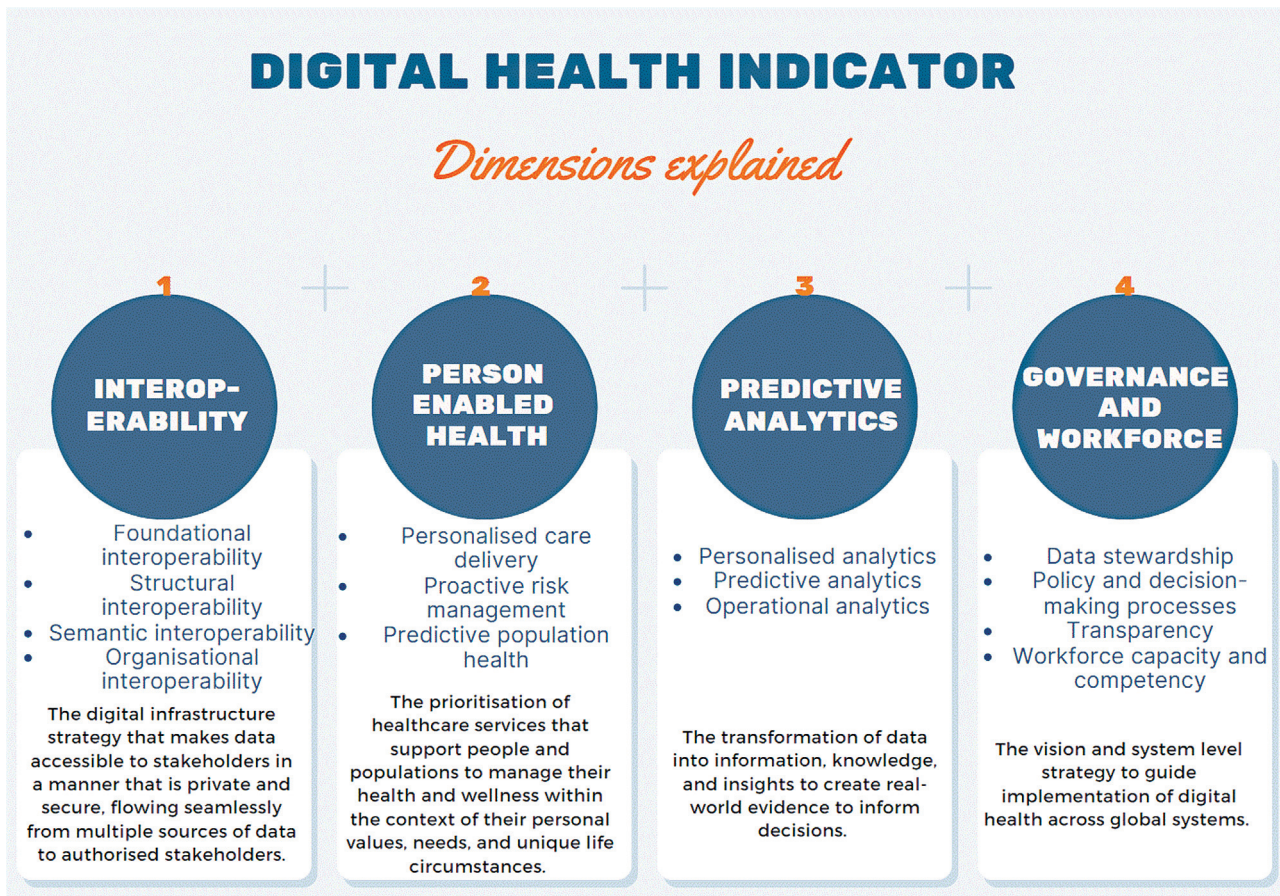 DIGITAL HEALTH INDICATOR
Dimensions explained
1
INTEROP-
ERABILITY
• Foundational
interoperability
• Structural
interoperability
• Semantic interoperability
• Organisational
interoperability
The digital infrastructure
strategy that makes data
accessible to stakeholders in
a manner that is private and
secure, flowing seamlessly
from multiple sources of data
to authorised stakeholders.
2
PERSON
ENABLED
HEALTH
• Personalised care
delivery
• Proactive risk
management
• Predictive population
health
The prioritisation of
healthcare services that
support people and
populations to manage their
health and wellness within
the context of their personal
values, needs, and unique life
circumstances.
3
PREDICTIVE
ANALYTICS
• Personalised analytics
• Predictive analytics
• Operational analytics
The transformation of data
into information, knowledge,
and insights to create real-
world evidence to inform
decisions.
4
GOVERNANCE
AND
WORKFORCE
• Data stewardship
• Policy and decision-
making processes
• Transparency
• Workforce capacity and
competency
The vision and system level
strategy to guide
implementation of digital
health across global systems.